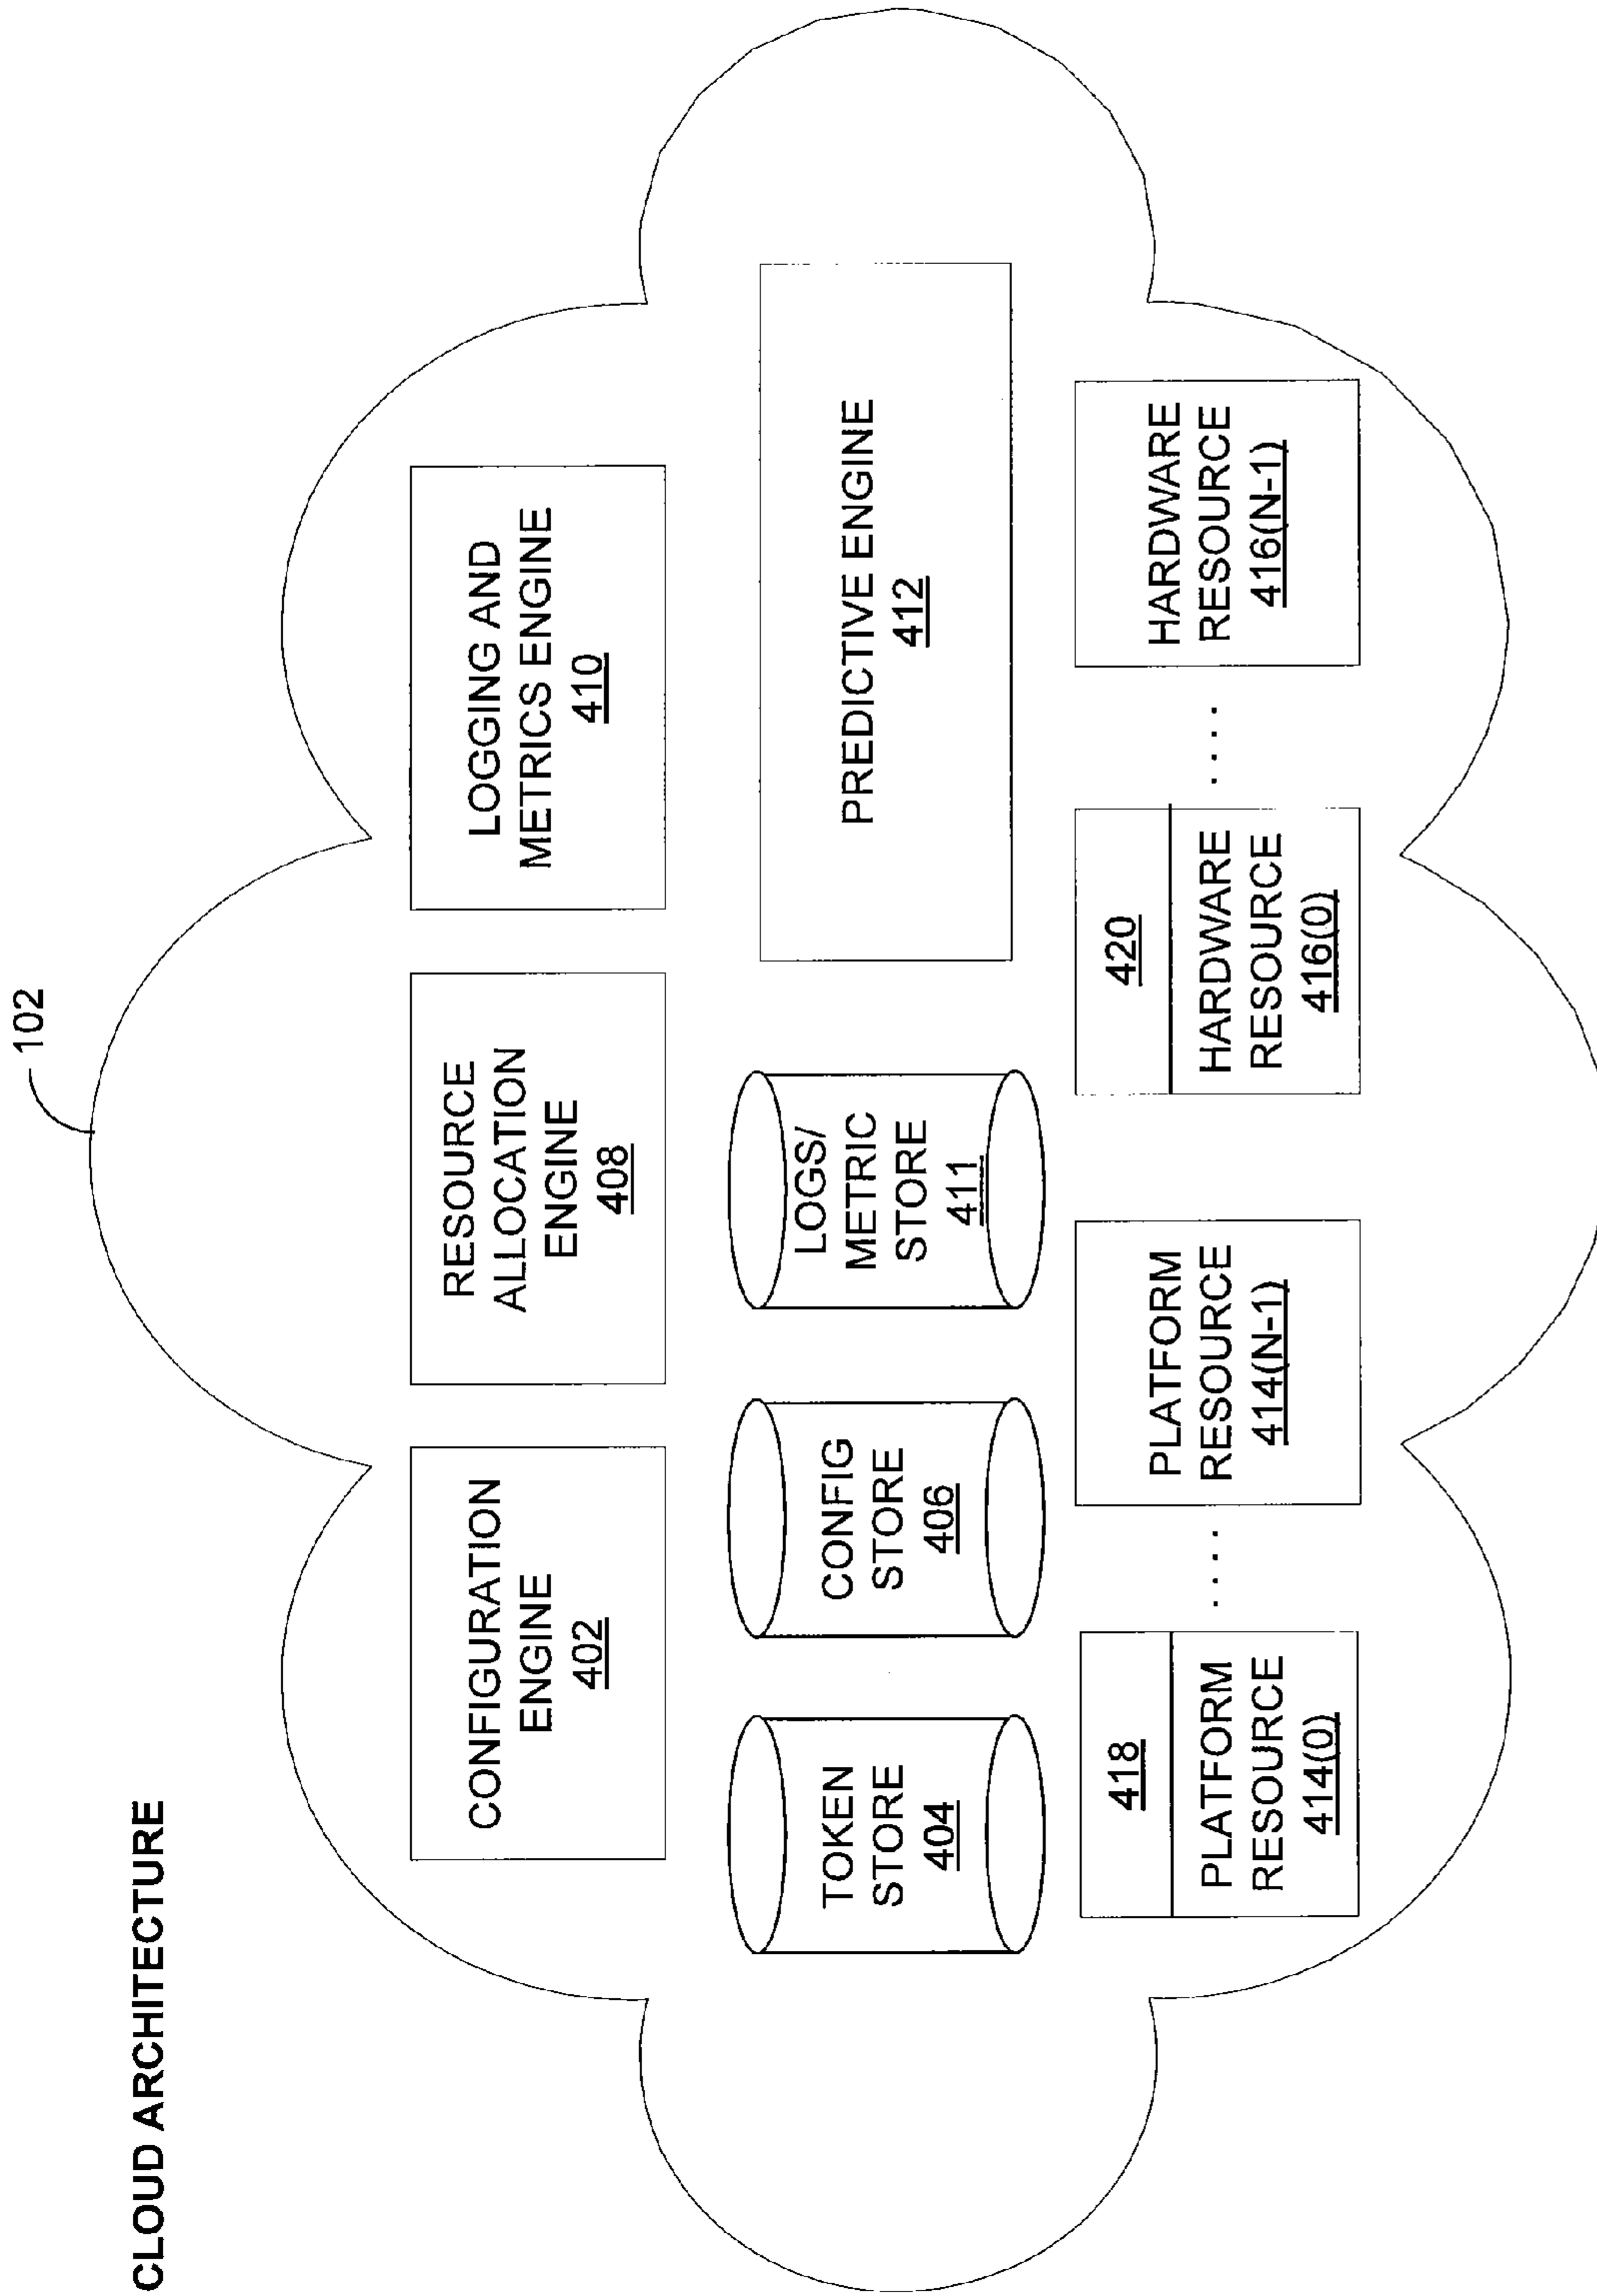 CLOUD ARCHITECTURE
102
CONFIGURATION
ENGINE
402
RESOURCE
ALLOCATION
ENGINE
408
LOGGING AND
METRICS ENGINE
410
TOKEN
STORE
404
CONFIG
STORE
406
LOGS/
METRIC
STORE
411
PREDICTIVE ENGINE
412
418
PLATFORM
RESOURCE
414(0)
. . . .
PLATFORM
RESOURCE
414(N-1)
420
HARDWARE
RESOURCE
416(0)
. . . .
HARDWARE
RESOURCE
416(N-1)